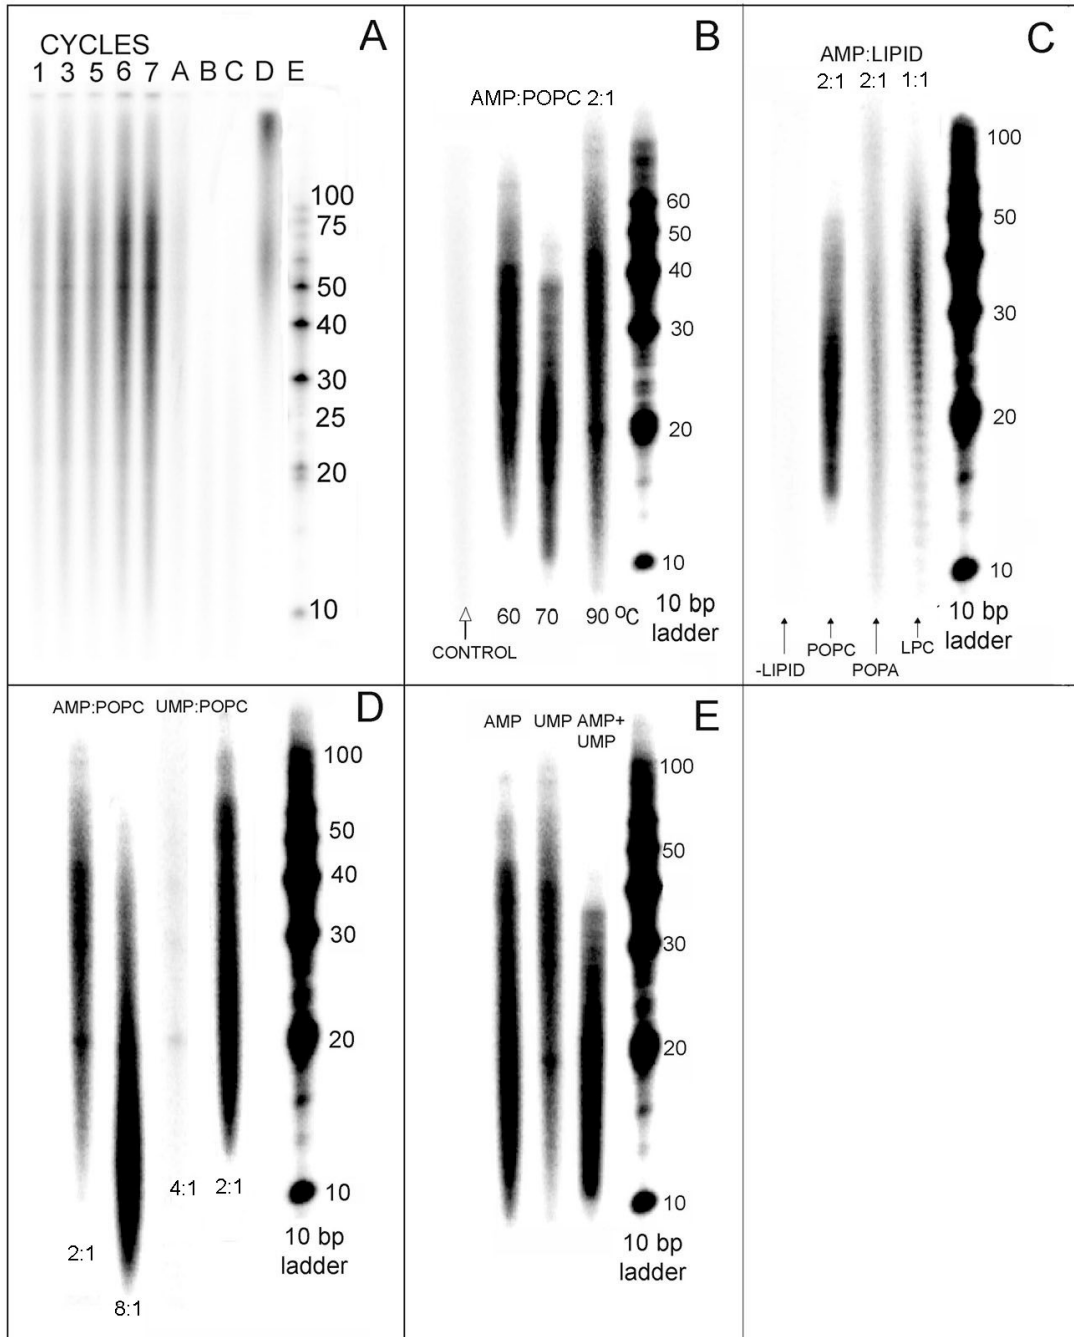 A
CYCLES
1 3 5 6 7 A B C D E
100
75
50
40
30
25
20
10
B
AMP:POPC 2:1
60
50
40
30
20
10
60 70 90 ºC
CONTROL
10 bp
ladder
C
AMP:LIPID
2:1 2:1 1:1
100
50
30
20
10
-LIPID
POPC
POPA
LPC
10 bp
ladder
D
AMP:POPC UMP:POPC
100
50
40
30
20
10
2:1
8:1
4:1
2:1
10 bp
ladder
E
AMP UMP AMP+
UMP
100
50
30
20
10
10 bp
ladder